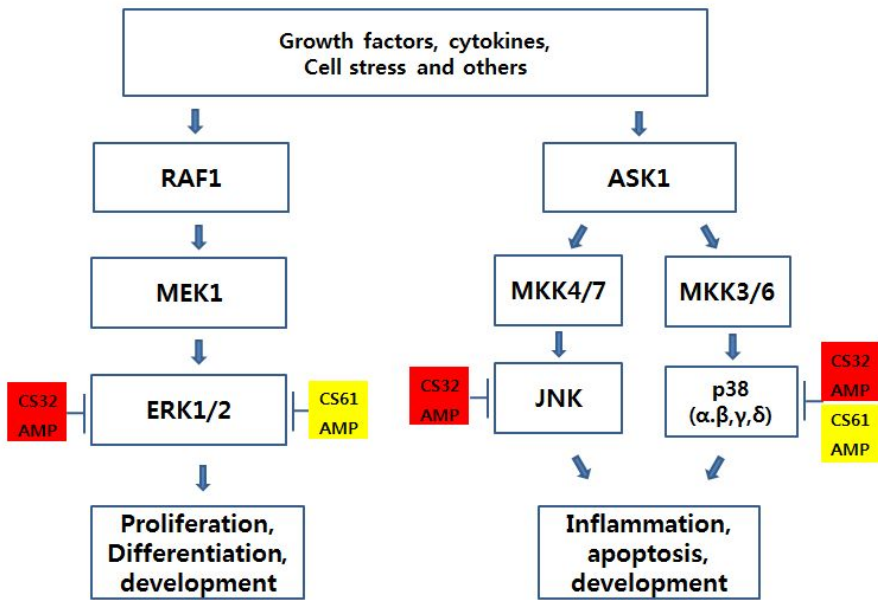 Growth factors, cytokines,
Cell stress and others
RAF1
ASK1
MEK1
MKK4/7
MKK3/6
CS32
AMP
ERK1/2
CS61
AMP
CS32
AMP
JNK
p38
(α.β,γ,δ)
CS32
AMP
CS61
AMP
Proliferation,
Differentiation,
development
Inflammation,
apoptosis,
development